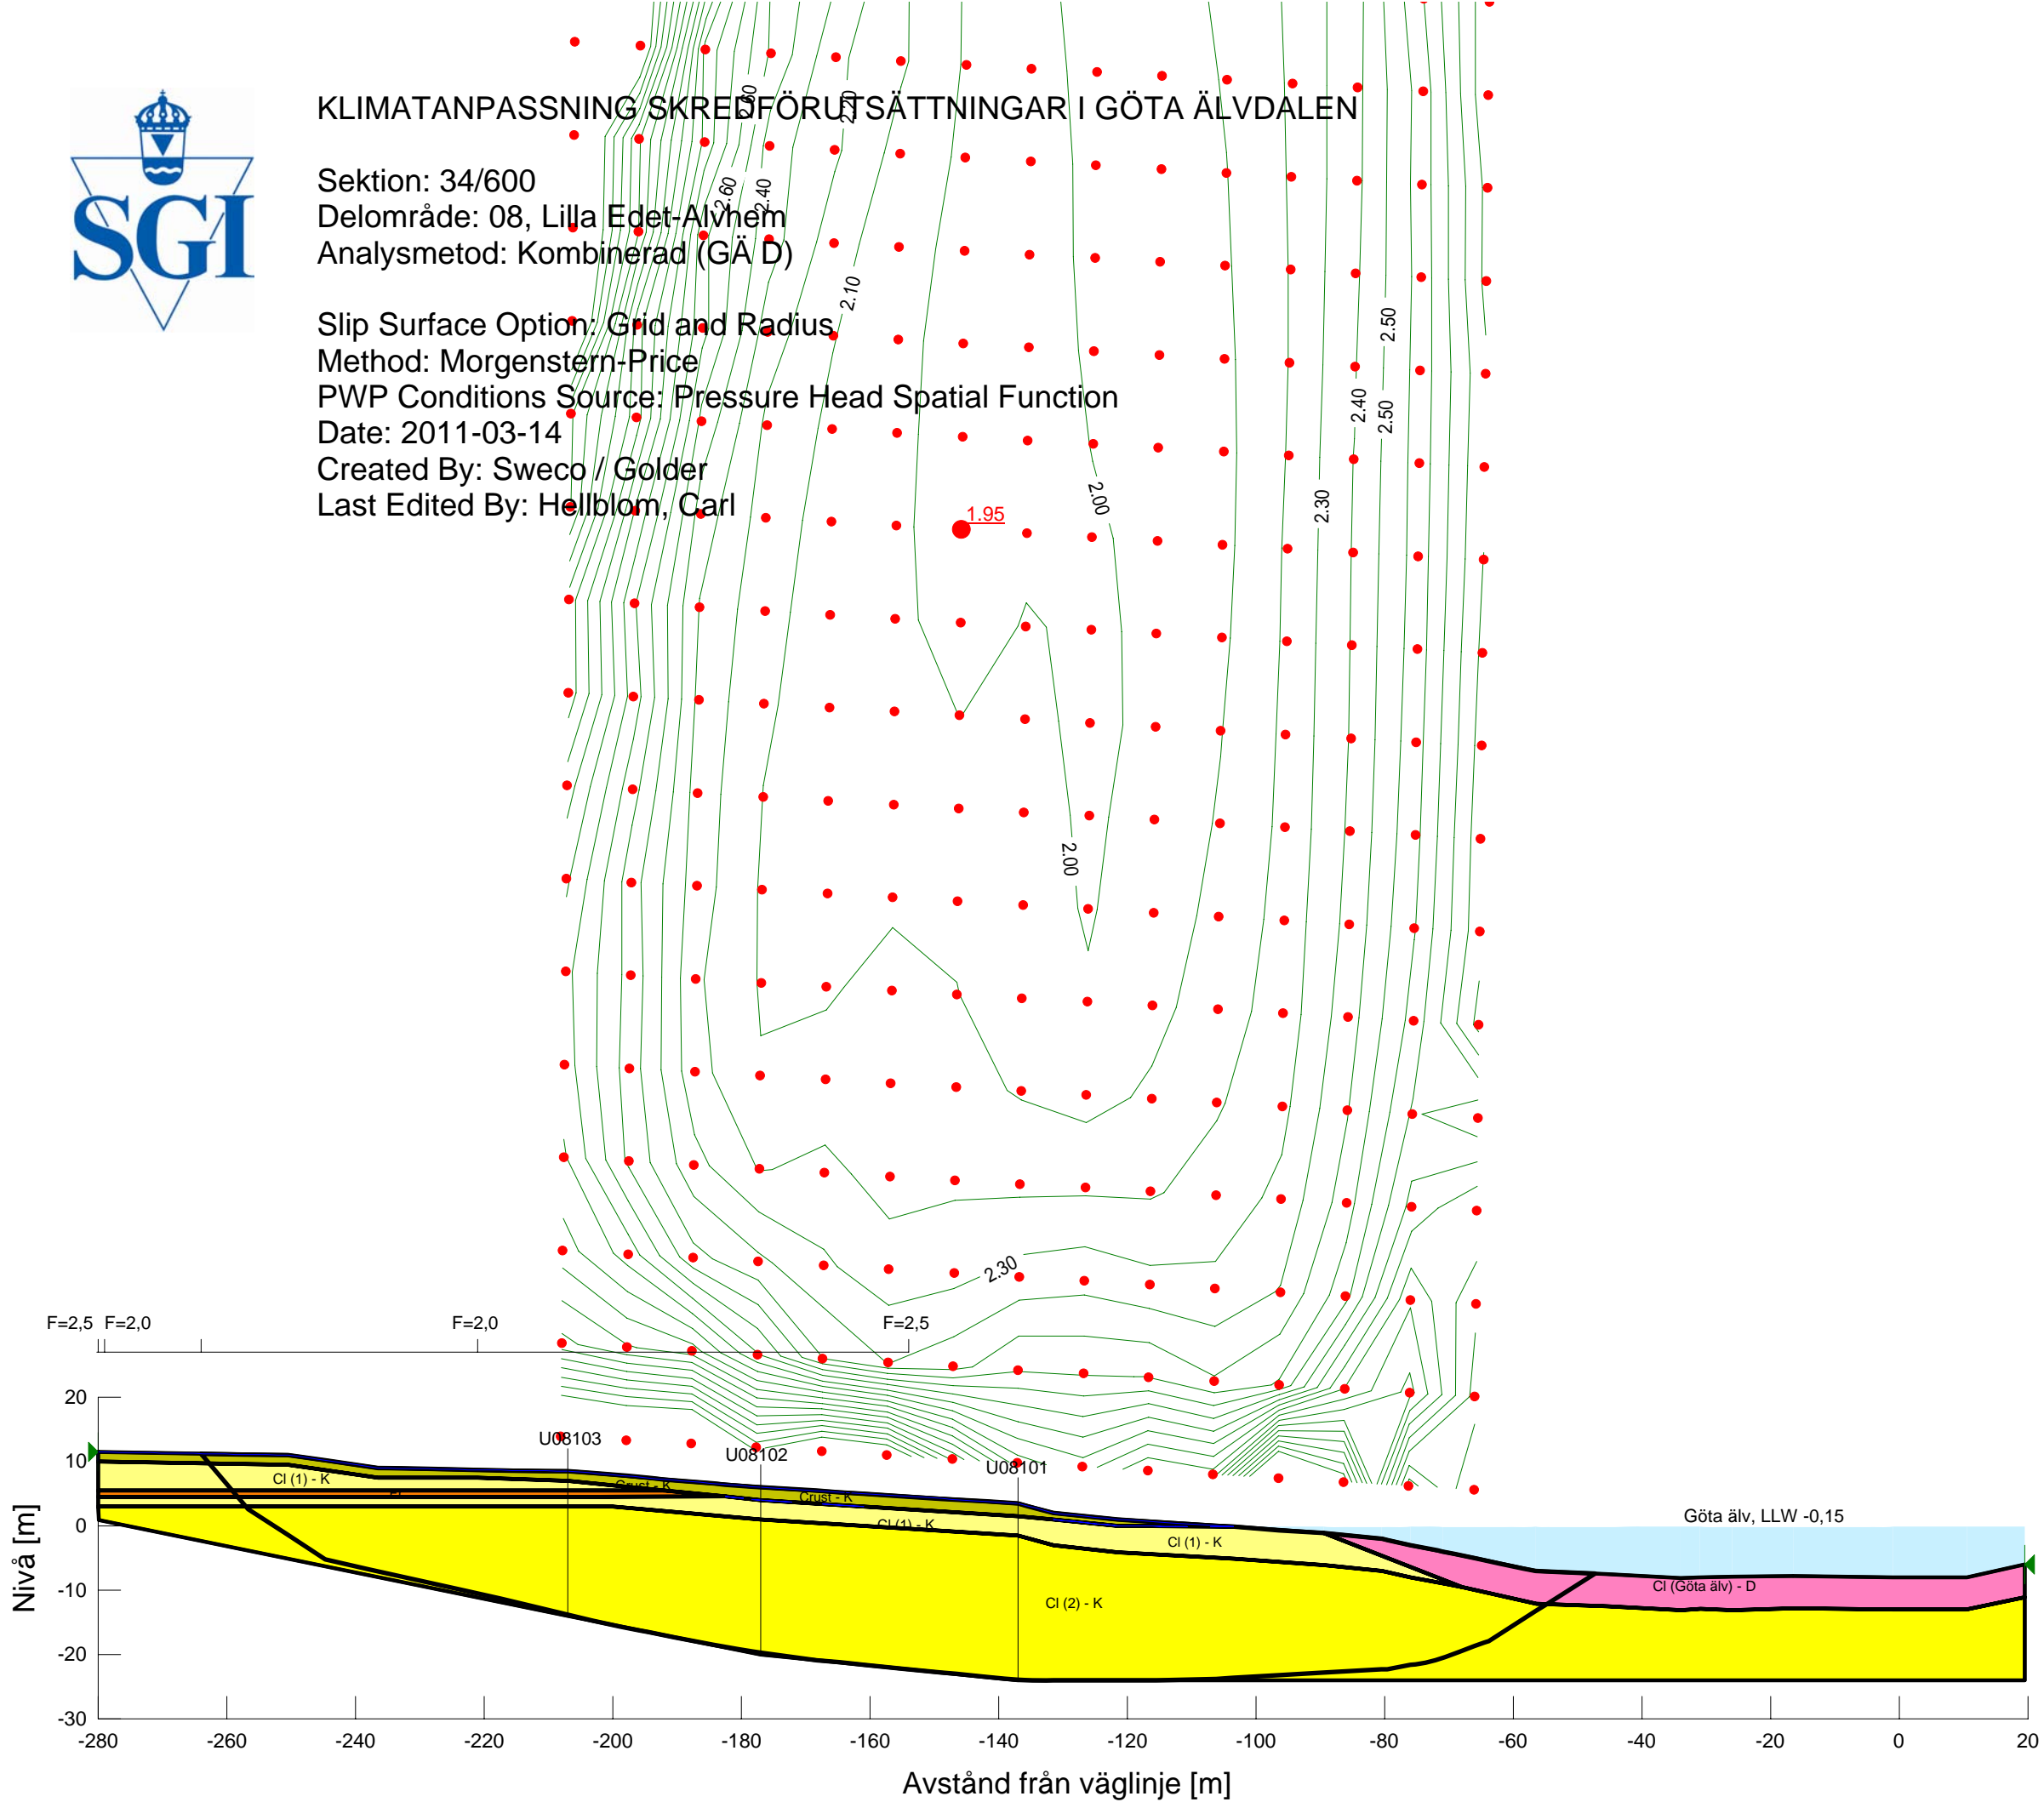 KLIMATANPASSNING SKREDFÖRUTSÄTTNINGAR I GÖTA ÄLVDALEN
SGI
Sektion: 34/600
Delområde: 08, Lilla Edet-Alvhem
Analysmetod: Kombinerad (GÄ D)
Slip Surface Option: Grid and Radius
Method: Morgenstern-Price
PWP Conditions Source: Pressure Head Spatial Function
Date: 2011-03-14
Created By: Sweco / Golder
Last Edited By: Hellblom, Carl
2.60
2.20
2.60
2.40
2.10
2.50
2.40
2.50
2.30
2.00
1.95
2.00
2.30
F=2,5
F=2,0
F=2,0
F=2,5
U08103
U08102
U08101
Cl (1) - K
Crust - K
Crust - K
Cl (1) - K
Cl (1) - K
Cl (2) - K
Cl (Göta älv) - D
Göta älv, LLW -0,15
20
10
0
-10
-20
-30
Nivå [m]
-280 -260 -240 -220 -200 -180 -160 -140 -120 -100 -80 -60 -40 -20 0 20
Avstånd från väglinje [m]